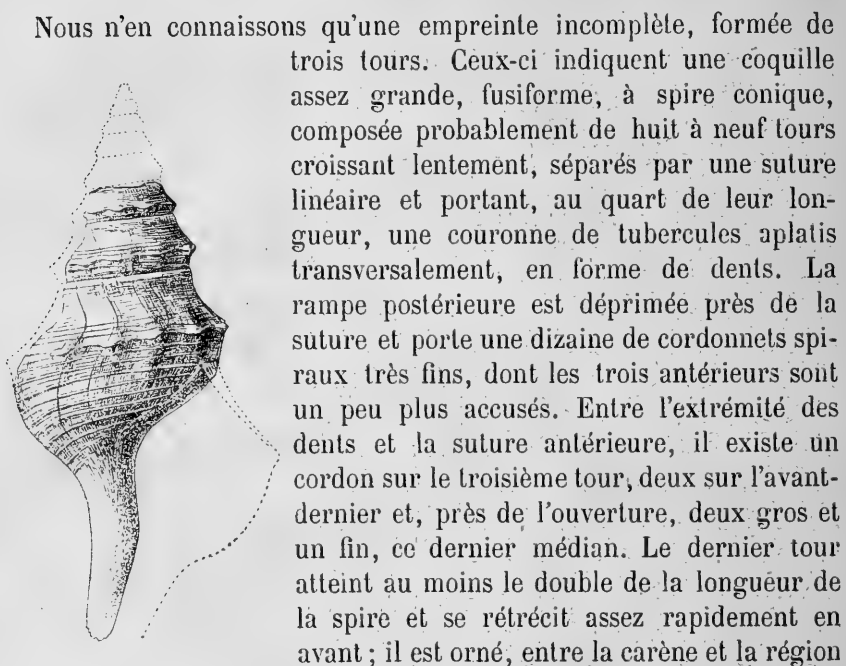 Nous n'en connaissons qu'une empreinte incomplète, formée de
trois tours. Ceux-ci indiquent une coquille
assez grande, fusiforme, à spire conique,
composée probablement de huit à neuf tours
croissant lentement, séparés par une suture
linéaire et portant, au quart de leur lon-
gueur, une couronne de tubercules aplatis
transversalement, en forme de dents. La
rampe postérieure est déprimée près de la
suture et porte une dizaine de cordonnets spi-
raux très fins, dont les trois antérieurs sont
un peu plus accusés. Entre l'extrémité des
dents et la suture antérieure, il existe un
cordon sur le troisième tour, deux sur l'avant-
dernier et, près de l'ouverture, deux gros et
un fin, ce dernier médian. Le dernier tour
atteint au moins le double de la longueur de
la spire et se rétrécit assez rapidement en
avant ; il est orné, entre la carène et la région